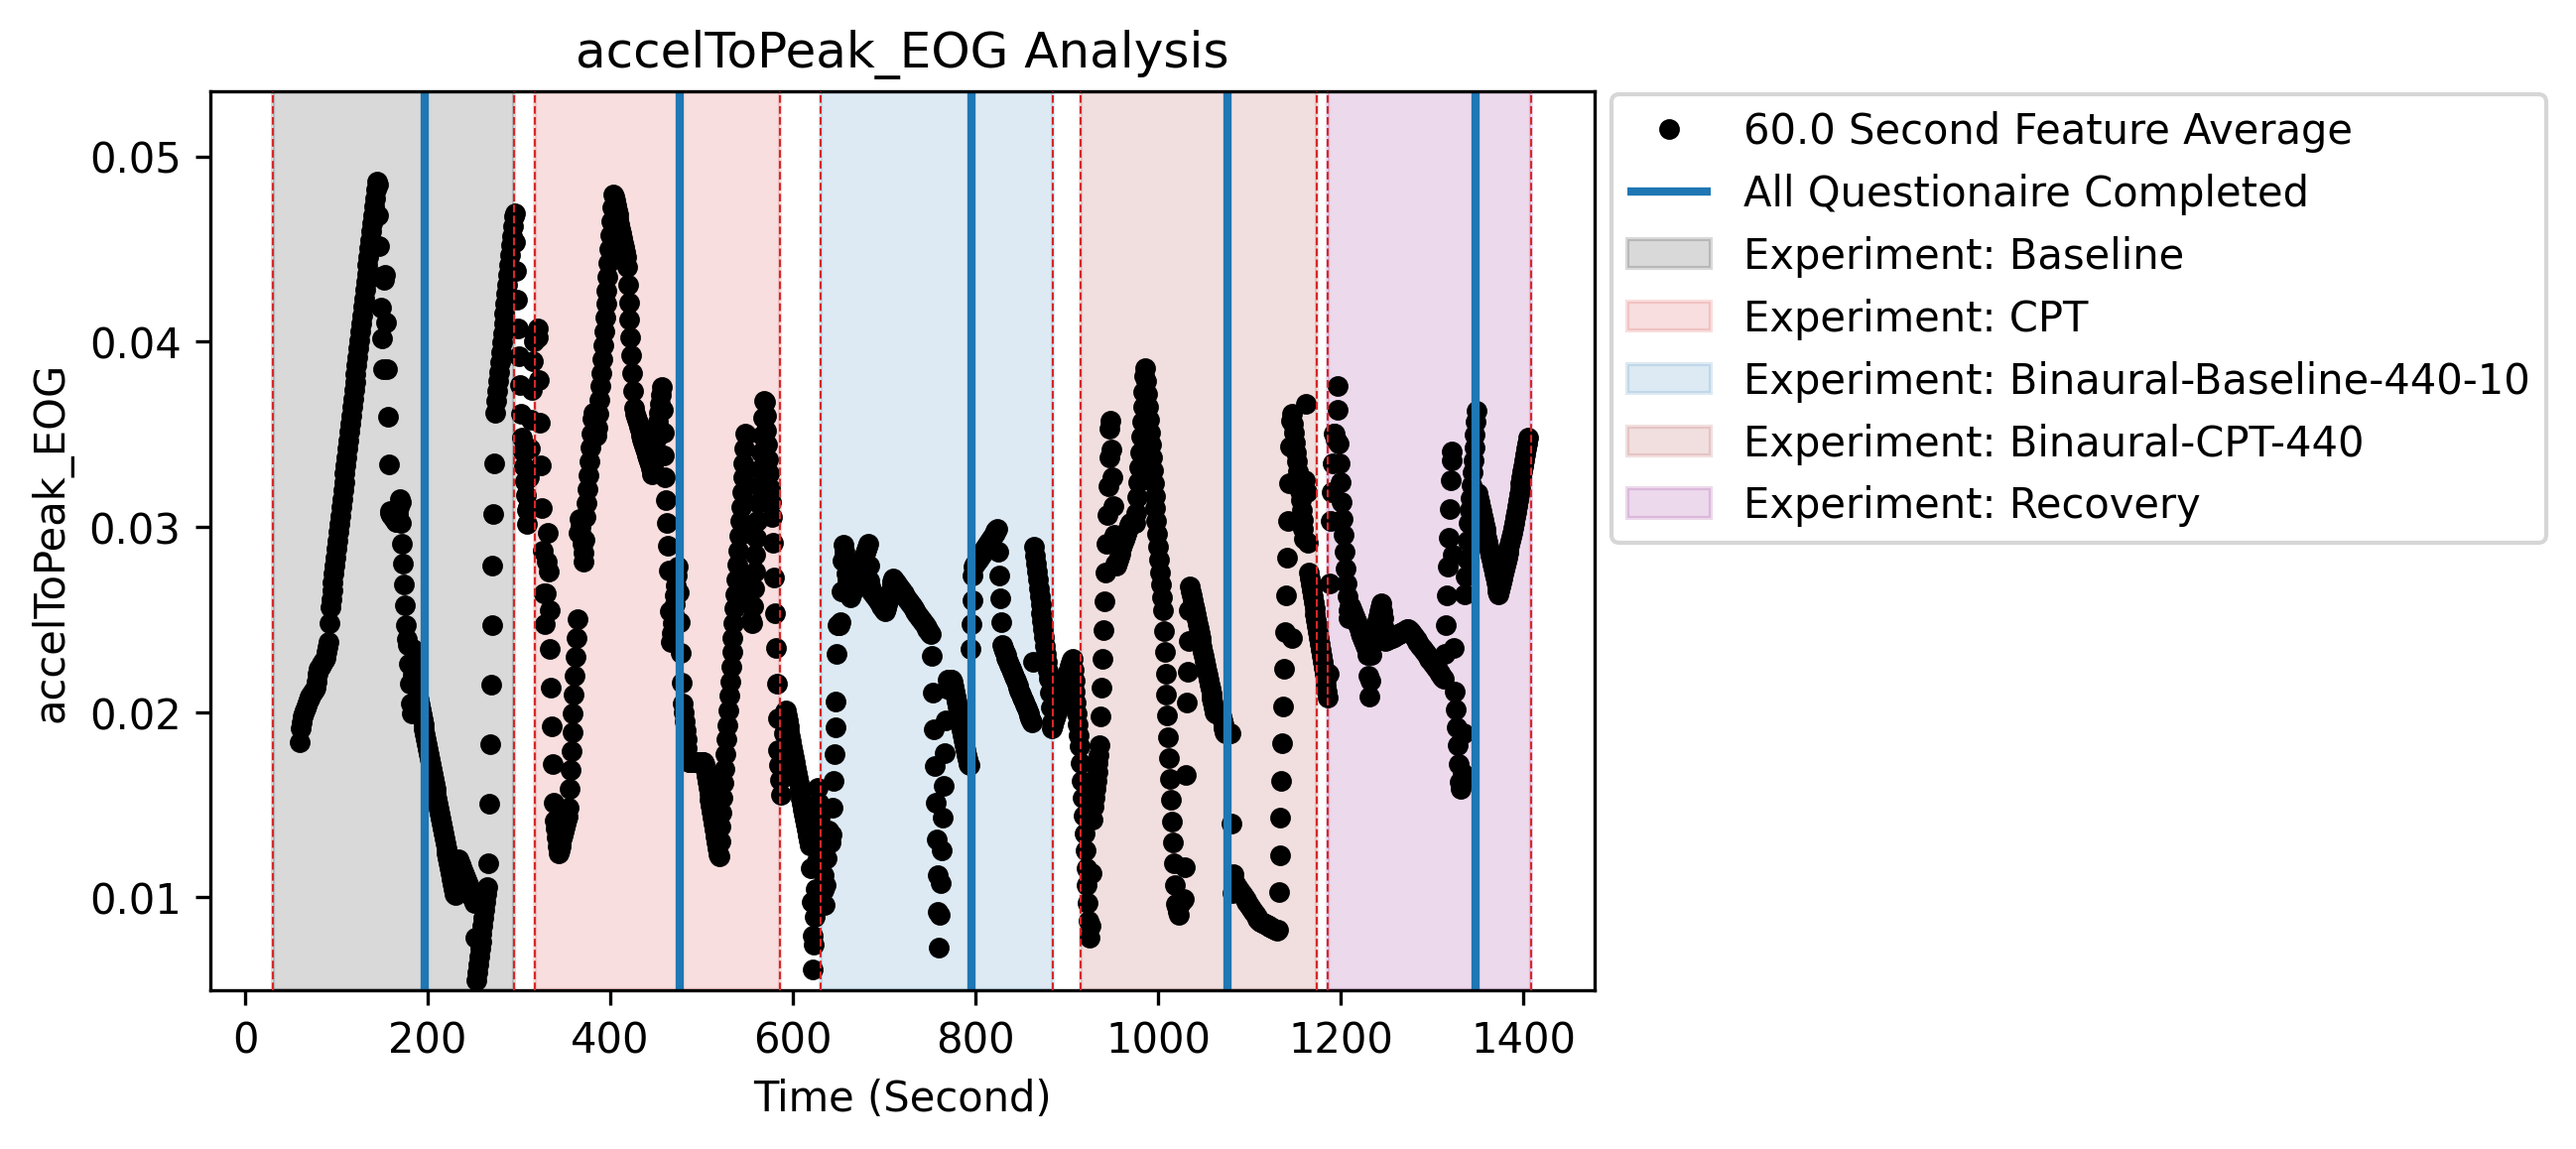 accelToPeak_EOG Analysis
accelToPeak_EOG
0.05
0.04
0.03
0.02
0.01
0
200
400
600
800
1000
1200
1400
Time (Second)
60.0 Second Feature Average
All Questionaire Completed
Experiment: Baseline
Experiment: CPT
Experiment: Binaural-Baseline-440-10
Experiment: Binaural-CPT-440
Experiment: Recovery